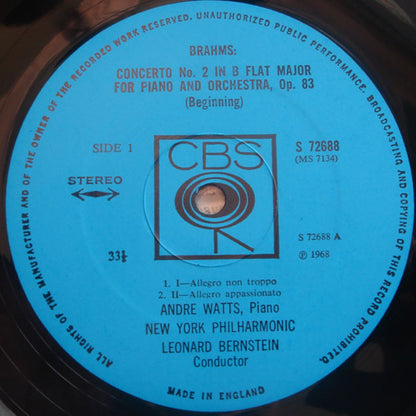 ALL RIGHTS OF THE MANUFACTURER AND OF THE OWNER OF THE RECORDED WORK RESERVED. UNAUTHORIZED PUBLIC PERFORMANCE, BROADCASTING AND COPYING OF THIS RECORD PROHIBITED.
BRAHMS:
CONCERTO No. 2 IN B FLAT MAJOR
FOR PIANO AND ORCHESTRA, Op. 83
(Beginning)
SIDE 1
CBS
S 72688
(MS 7134)
STEREO
33⅓
S 72688 A
Ⓟ 1968
1. I—Allegro non troppo
2. II—Allegro appassionato
ANDRE WATTS, Piano
NEW YORK PHILHARMONIC
LEONARD BERNSTEIN
Conductor
MADE IN ENGLAND